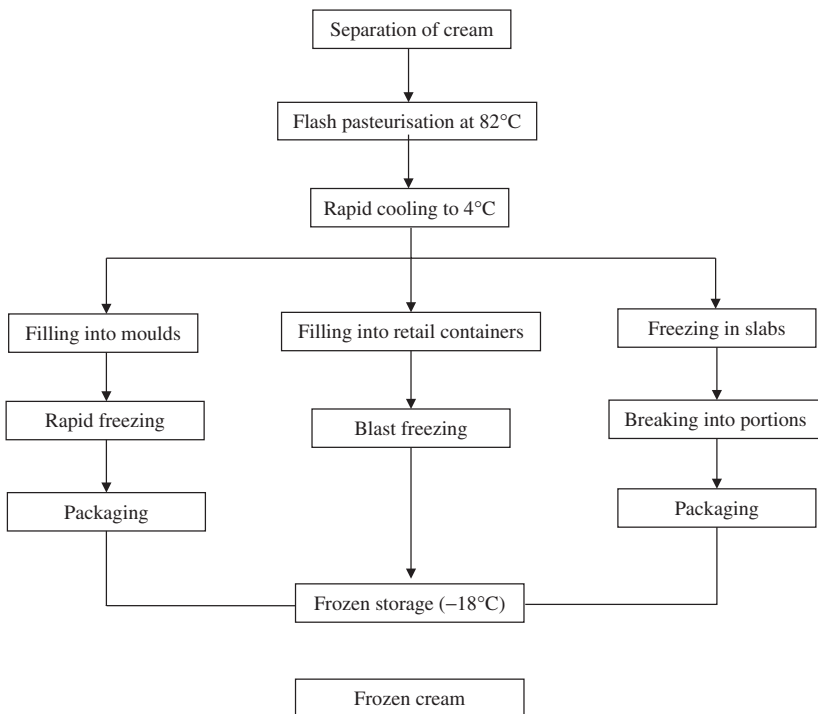 Separation of cream
Flash pasteurisation at 82°C
Rapid cooling to 4°C
Filling into moulds
Filling into retail containers
Freezing in slabs
Rapid freezing
Blast freezing
Breaking into portions
Packaging
Packaging
Frozen storage (−18°C)
Frozen cream